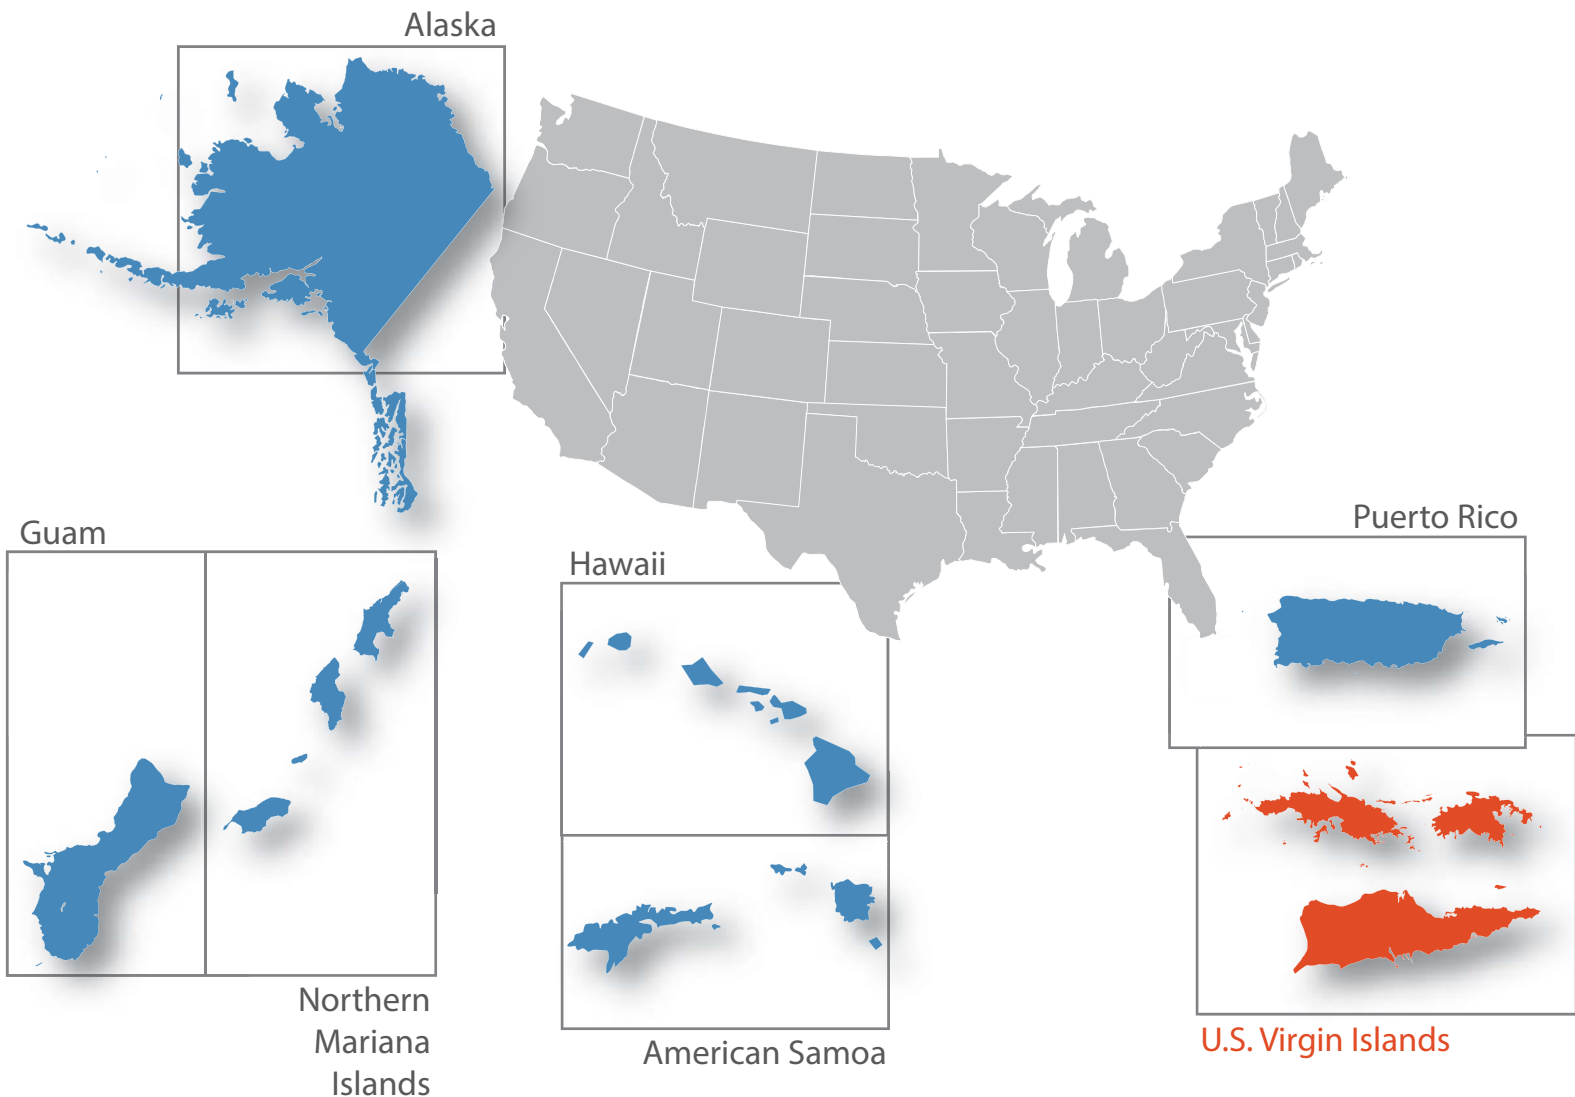 Alaska
Guam
Hawaii
Puerto Rico
Northern
Mariana
Islands
American Samoa
U.S. Virgin Islands